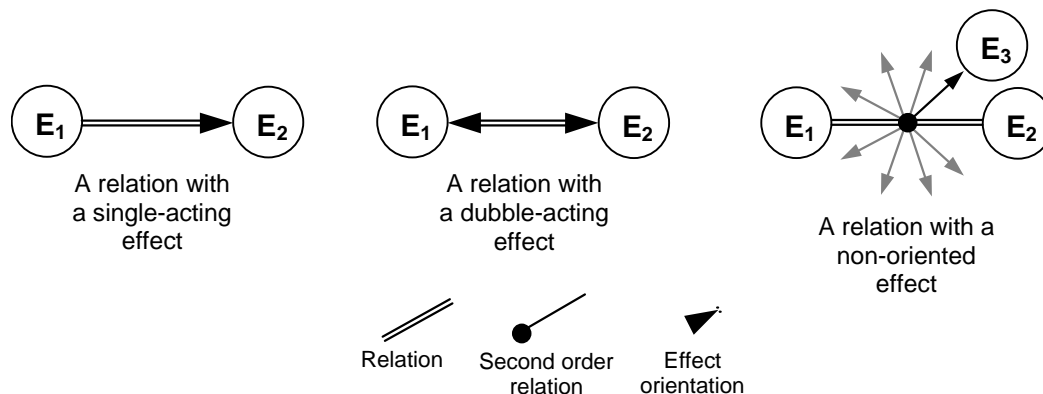 E1 E2
A relation with
a single-acting
effect
E1 E2
A relation with
a dubble-acting
effect
E1 E2 E3
A relation with a
non-oriented
effect
Relation
Second order
relation
Effect
orientation